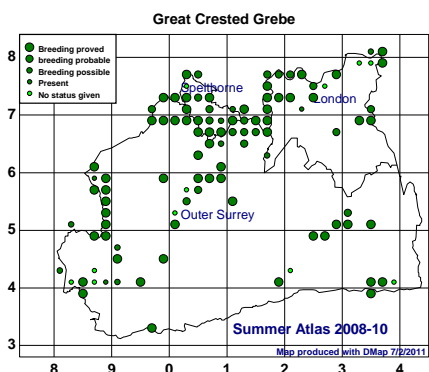 Great Crested Grebe
Breeding proved
breeding probable
Breeding possible
Present
No status given
8
7
6
5
4
3
Spelthorne
London
Outer Surrey
Summer Atlas 2008-10
Map produced with DMap 7/2/2011
8 9 0 1 2 3 4